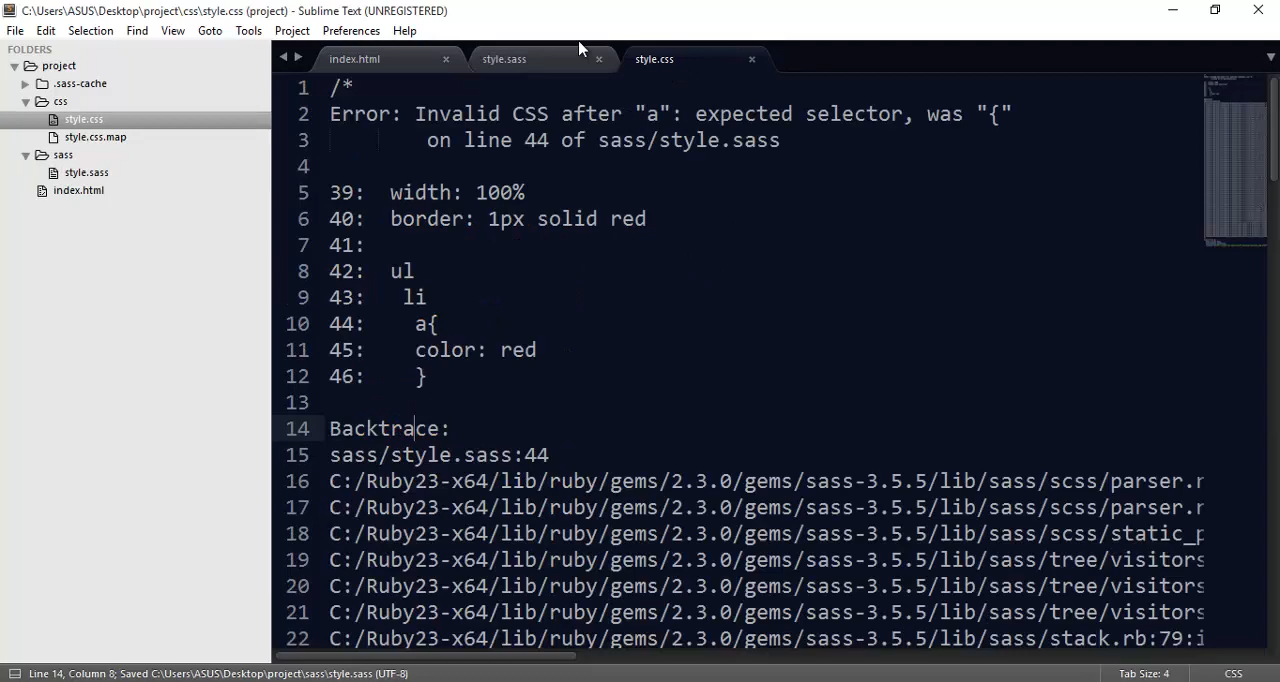 C:\Users\ASUS\Desktop\project\css\style.css (project) - Sublime Text (UNREGISTERED)
File Edit Selection Find View Goto Tools Project Preferences Help
FOLDERS
project
.sass-cache
css
style.css
style.css.map
sass
style.sass
index.html
index.html
style.sass
style.css
1 /*
2 Error: Invalid CSS after "a": expected selector, was "{"
3 on line 44 of sass/style.sass
4
5 39: width: 100%
6 40: border: 1px solid red
7 41:
8 42: ul
9 43: li
10 44: a{
11 45: color: red
12 46: }
13
14 Backtrace:
15 sass/style.sass:44
16 C:/Ruby23-x64/lib/ruby/gems/2.3.0/gems/sass-3.5.5/lib/sass/scss/parser.r
17 C:/Ruby23-x64/lib/ruby/gems/2.3.0/gems/sass-3.5.5/lib/sass/scss/parser.r
18 C:/Ruby23-x64/lib/ruby/gems/2.3.0/gems/sass-3.5.5/lib/sass/scss/static_p
19 C:/Ruby23-x64/lib/ruby/gems/2.3.0/gems/sass-3.5.5/lib/sass/tree/visitors
20 C:/Ruby23-x64/lib/ruby/gems/2.3.0/gems/sass-3.5.5/lib/sass/tree/visitors
21 C:/Ruby23-x64/lib/ruby/gems/2.3.0/gems/sass-3.5.5/lib/sass/tree/visitors
22 C:/Ruby23-x64/lib/ruby/gems/2.3.0/gems/sass-3.5.5/lib/sass/stack.rb:79:i
Line 14, Column 8; Saved C:\Users\ASUS\Desktop\project\sass\style.sass (UTF-8)
Tab Size: 4
CSS